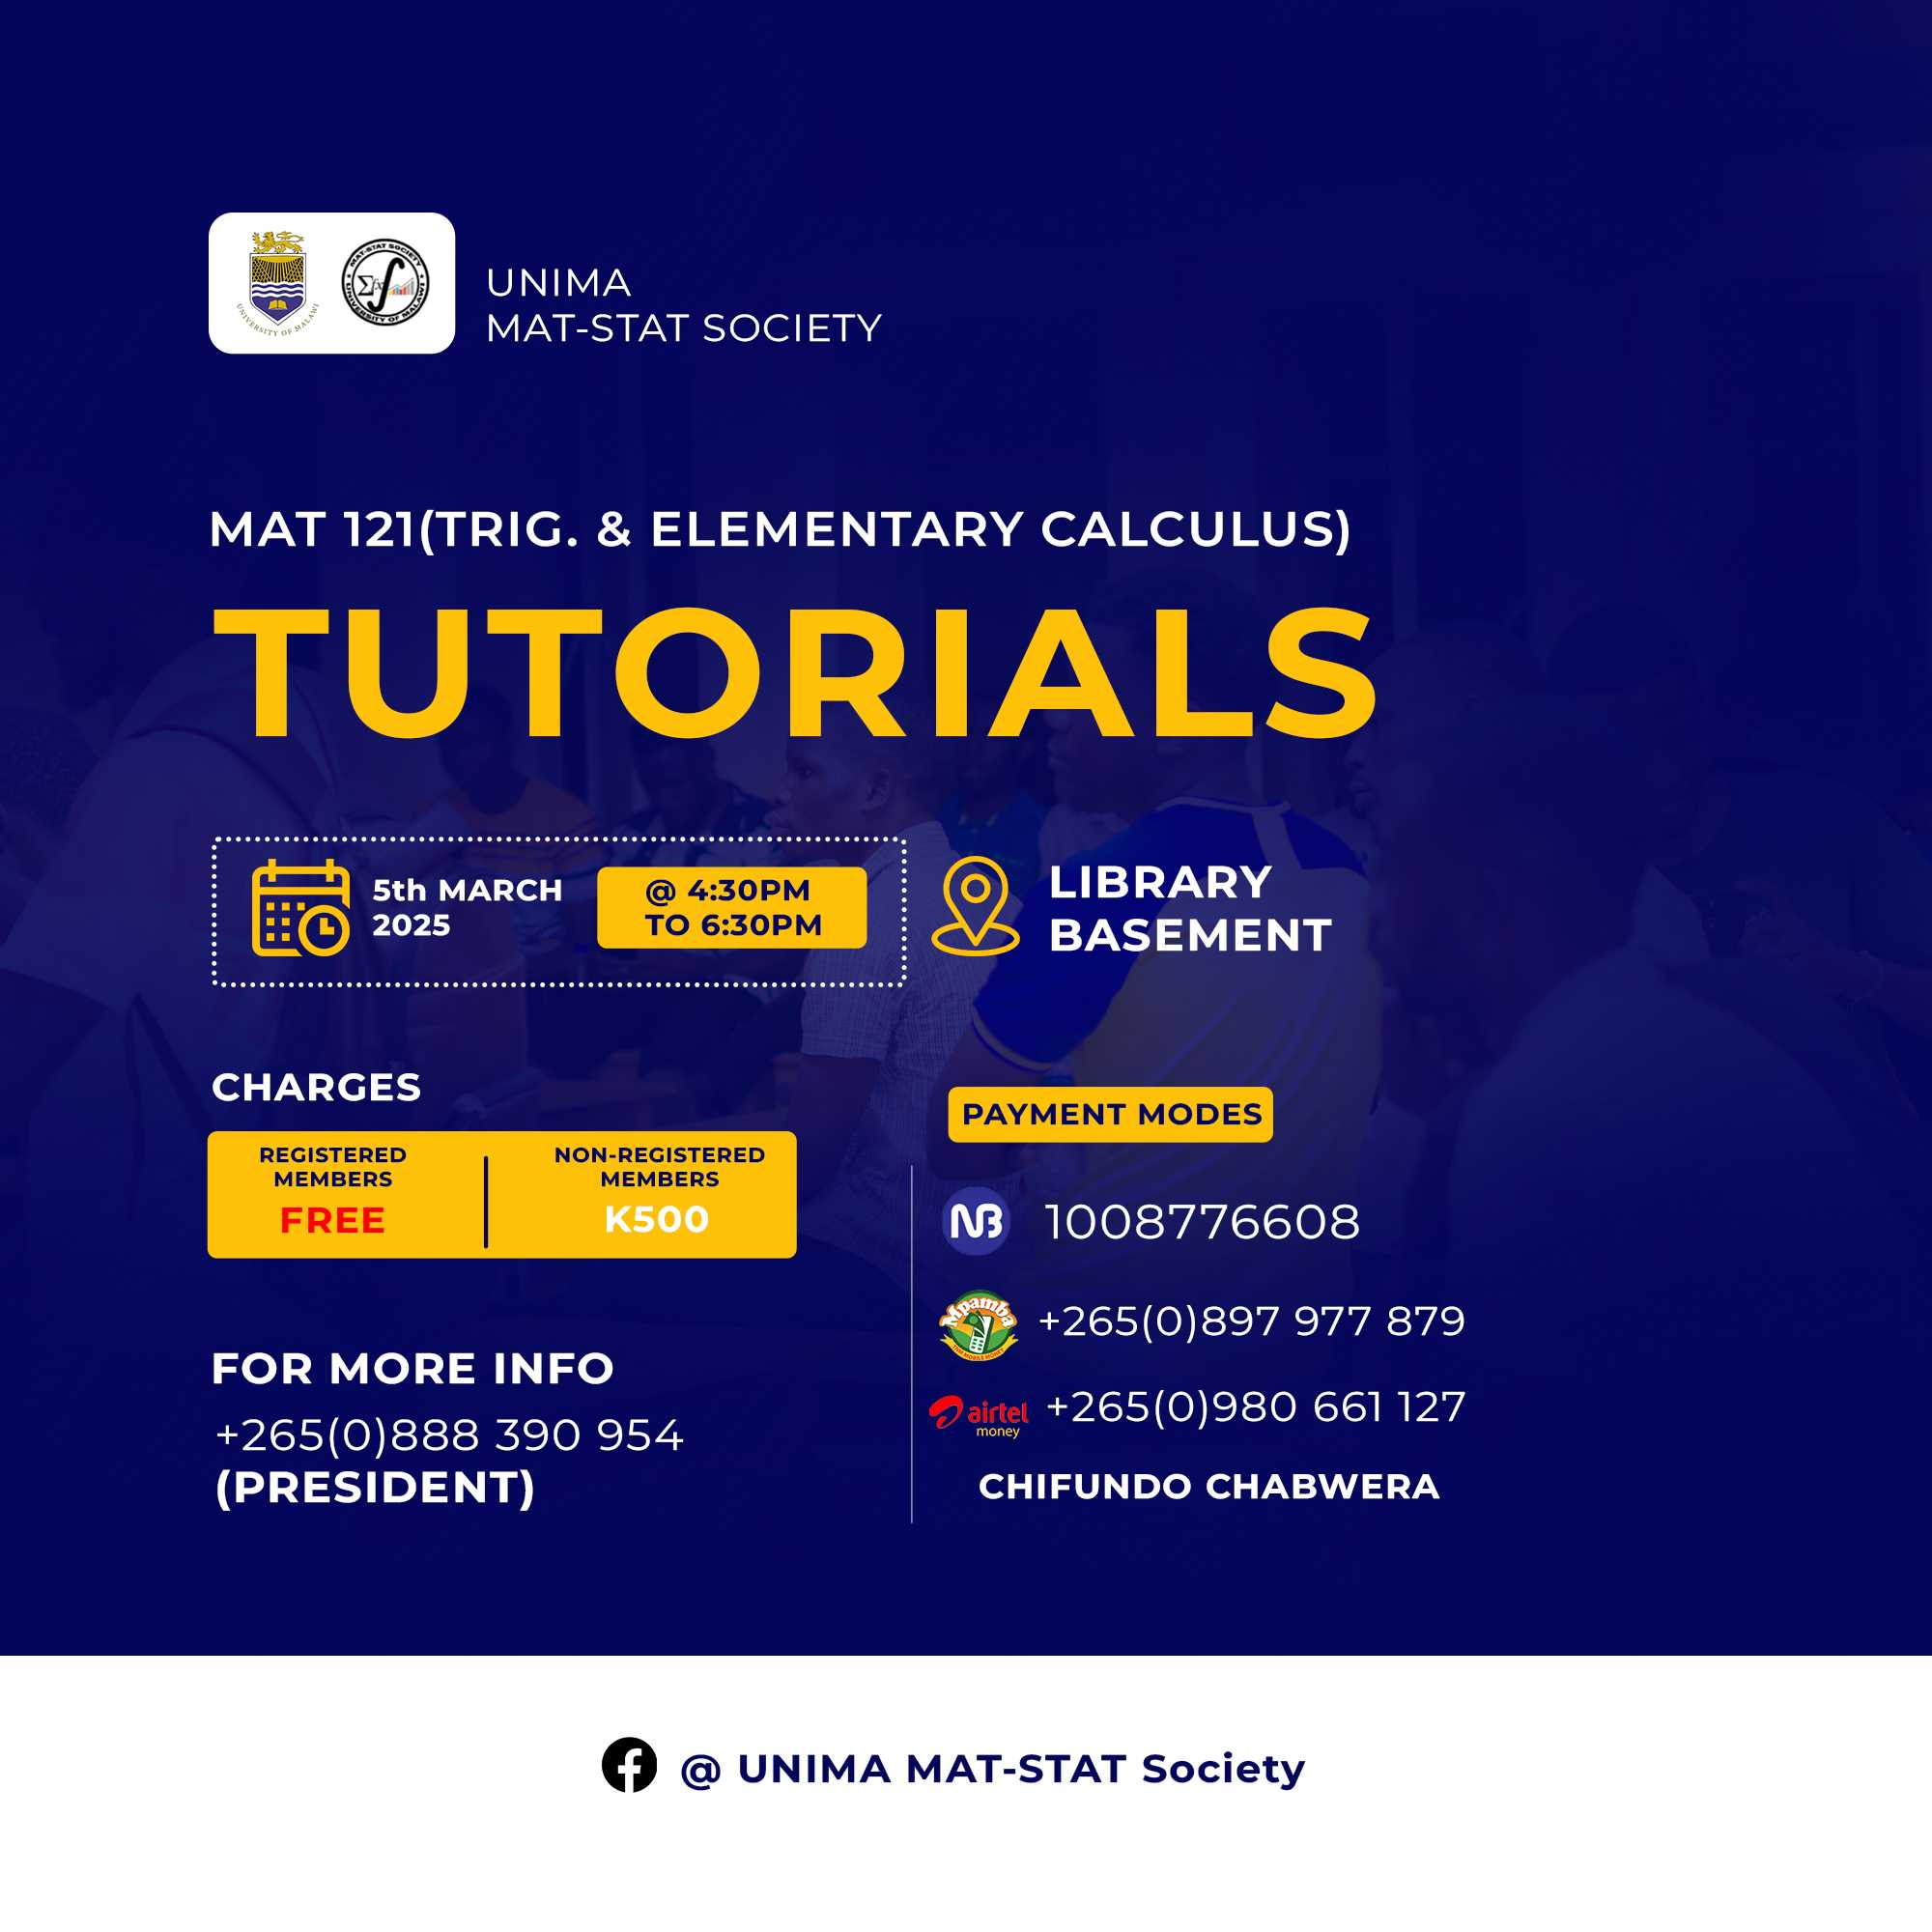 UNIVERSITY OF MALAWI
MAT-STAT SOCIETY
UNIVERSITY OF MALAWI
UNIMA
MAT-STAT SOCIETY
MAT 121(TRIG. & ELEMENTARY CALCULUS)
TUTORIALS
5th MARCH
2025
@ 4:30PM
TO 6:30PM
LIBRARY
BASEMENT
CHARGES
REGISTERED
MEMBERS
FREE
NON-REGISTERED
MEMBERS
K500
FOR MORE INFO
+265(0)888 390 954
(PRESIDENT)
PAYMENT MODES
NB
1008776608
Mpamba
TNM MOBILE MONEY
+265(0)897 977 879
airtel
money
+265(0)980 661 127
CHIFUNDO CHABWERA
@ UNIMA MAT-STAT Society